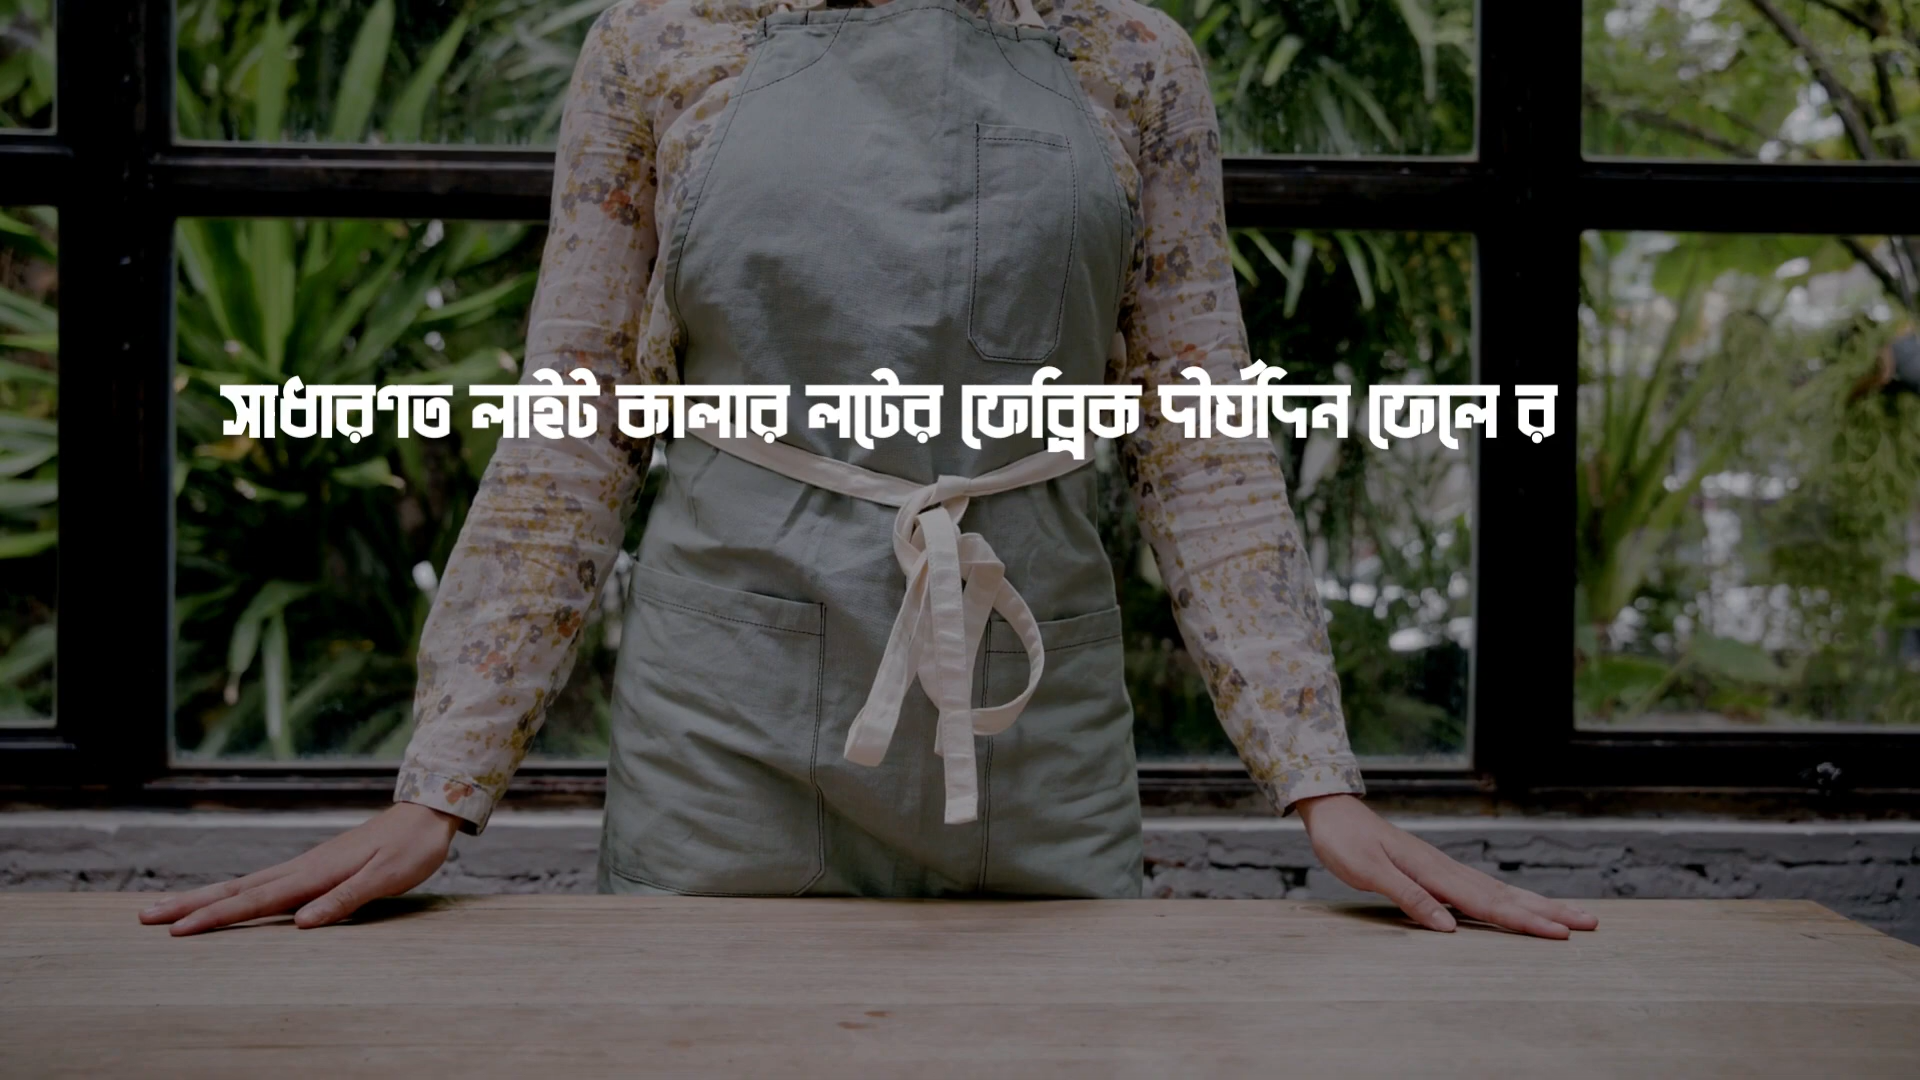 সাধারণত লাইট কালার লটের ফেব্রিক দীর্ঘদিন ফেলে র